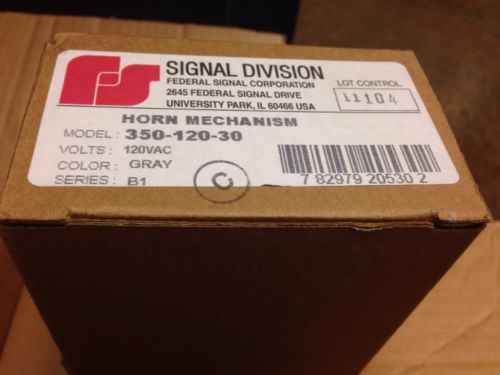 FS
SIGNAL DIVISION
FEDERAL SIGNAL CORPORATION
2645 FEDERAL SIGNAL DRIVE
UNIVERSITY PARK, IL 60466 USA
LOT CONTROL
11104
HORN MECHANISM
MODEL: 350-120-30
VOLTS: 120VAC
COLOR: GRAY
SERIES: B1
C
7 82979 20530 2